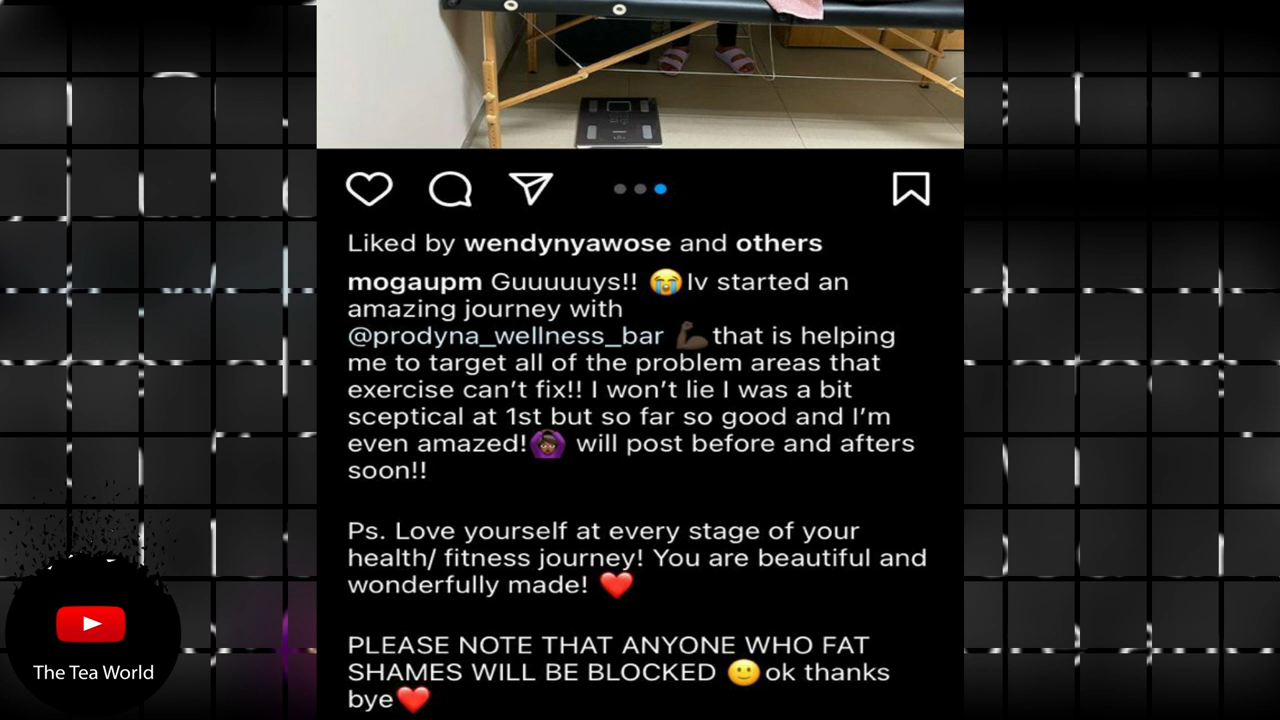 Liked by wendynyawose and others
mogaupm Guuuuuys!! 😭Iv started an
amazing journey with
@prodyna_wellness_bar 💪🏿that is helping
me to target all of the problem areas that
exercise can't fix!! I won't lie I was a bit
sceptical at 1st but so far so good and I'm
even amazed!🙆🏿‍♀️ will post before and afters
soon!!
Ps. Love yourself at every stage of your
health/ fitness journey! You are beautiful and
wonderfully made! ❤️
PLEASE NOTE THAT ANYONE WHO FAT
SHAMES WILL BE BLOCKED 🙂ok thanks
bye❤️
The Tea World